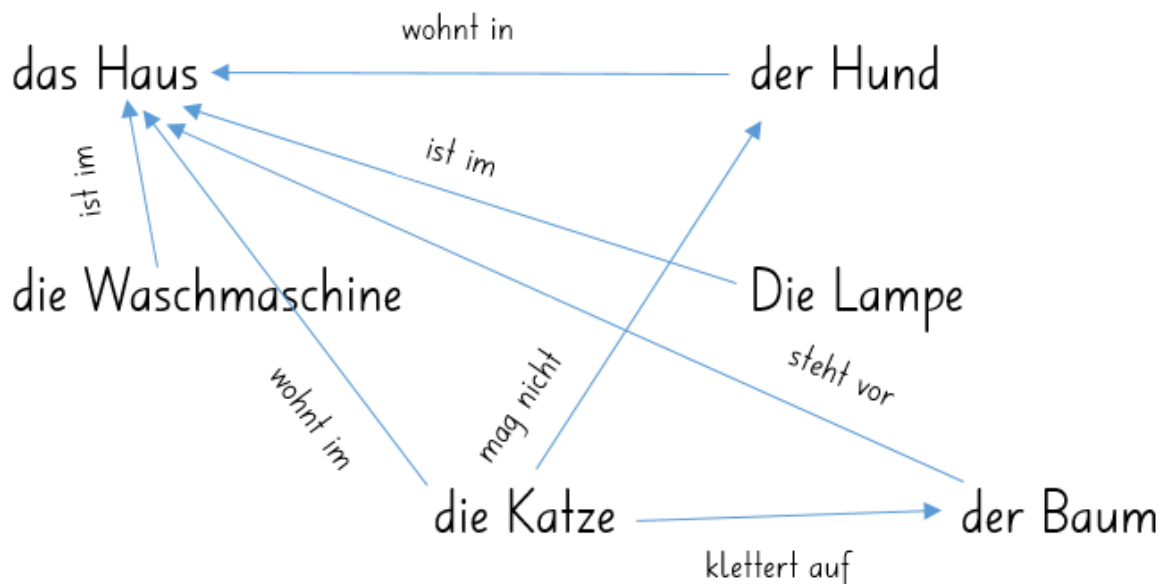 wohnt in
das Haus
der Hund
ist im
ist im
die Waschmaschine
Die Lampe
wohnt im
mag nicht
steht vor
die Katze
der Baum
klettert auf